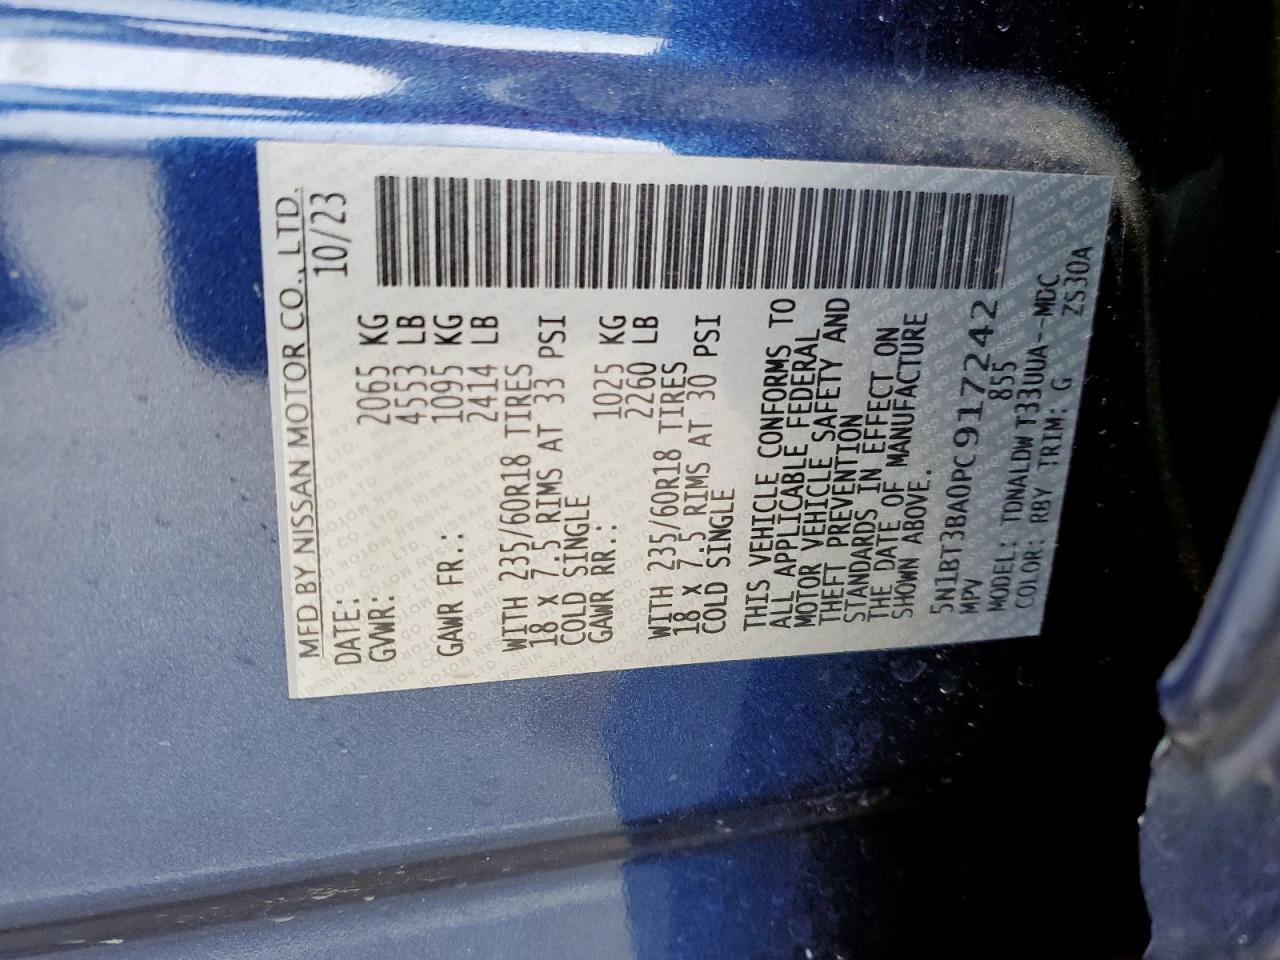 MFD BY NISSAN MOTOR CO., LTD.
DATE: 10/23
GVWR: 2065 KG
4553 LB
GAWR FR.: 1095 KG
2414 LB
WITH 235/60R18 TIRES
18 X 7.5 RIMS AT 33 PSI
COLD SINGLE
GAWR RR.: 1025 KG
2260 LB
WITH 235/60R18 TIRES
18 X 7.5 RIMS AT 30 PSI
COLD SINGLE
THIS VEHICLE CONFORMS TO
ALL APPLICABLE FEDERAL
MOTOR VEHICLE SAFETY AND
THEFT PREVENTION
STANDARDS IN EFFECT ON
THE DATE OF MANUFACTURE
SHOWN ABOVE.
5N1BT3BA0PC917242
MPV 855
MODEL: TDNALDWT33UUA--MDC
COLOR: RBY TRIM: G ZS30A